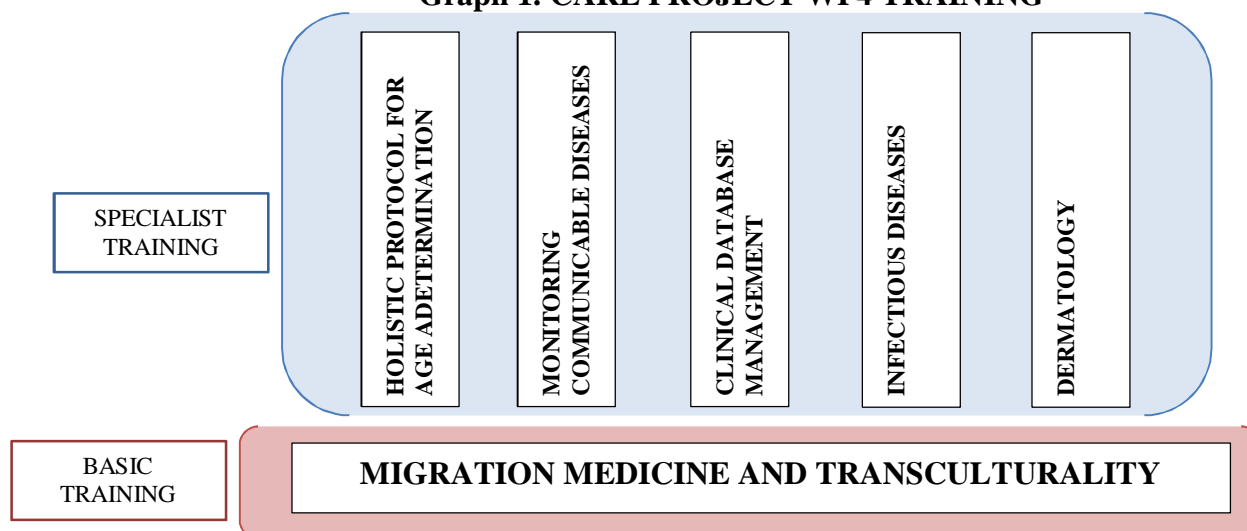 Graph 1: CARE PROJECT WP4 TRAINING
HOLISTIC PROTOCOL FOR
AGE ADETERMINATION
MONITORING
COMMUNICABLE DISEASES
CLINICAL DATABASE
MANAGEMENT
INFECTIOUS DISEASES
DERMATOLOGY
SPECIALIST
TRAINING
BASIC
TRAINING
MIGRATION MEDICINE AND TRANSCULTURALITY